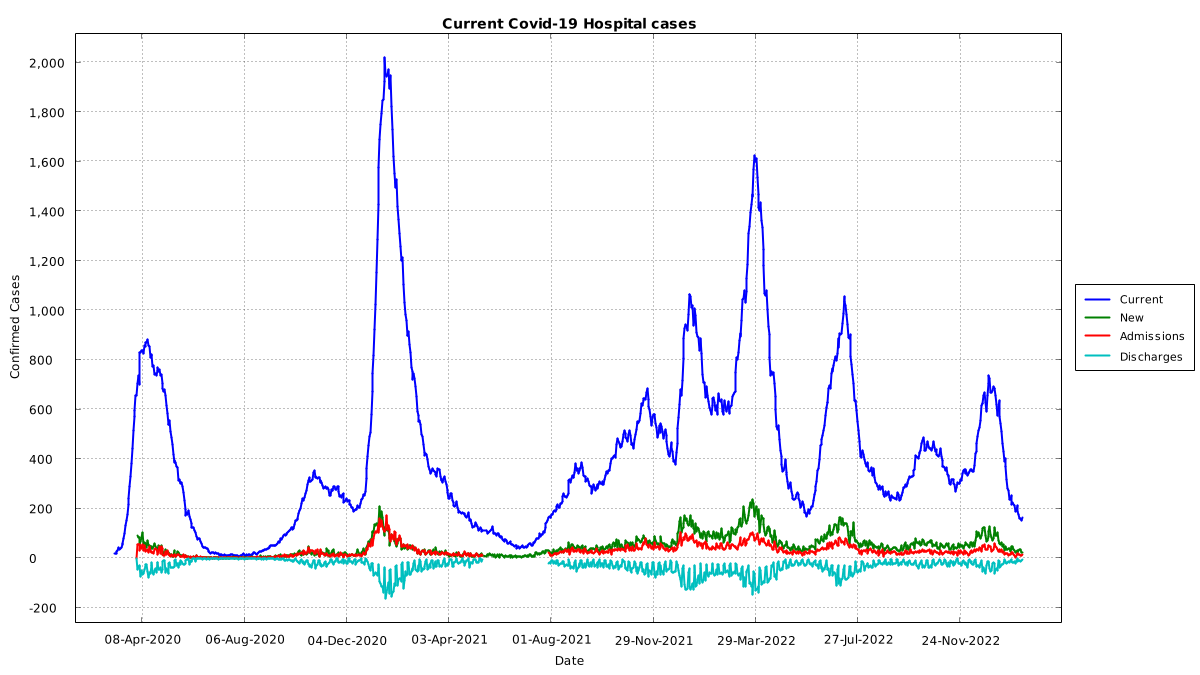 Current Covid-19 Hospital cases
Confirmed Cases
2,000
1,800
1,600
1,400
1,200
1,000
800
600
400
200
0
-200
08-Apr-2020 06-Aug-2020 04-Dec-2020 03-Apr-2021 01-Aug-2021 29-Nov-2021 29-Mar-2022 27-Jul-2022 24-Nov-2022
Date
Current
New
Admissions
Discharges